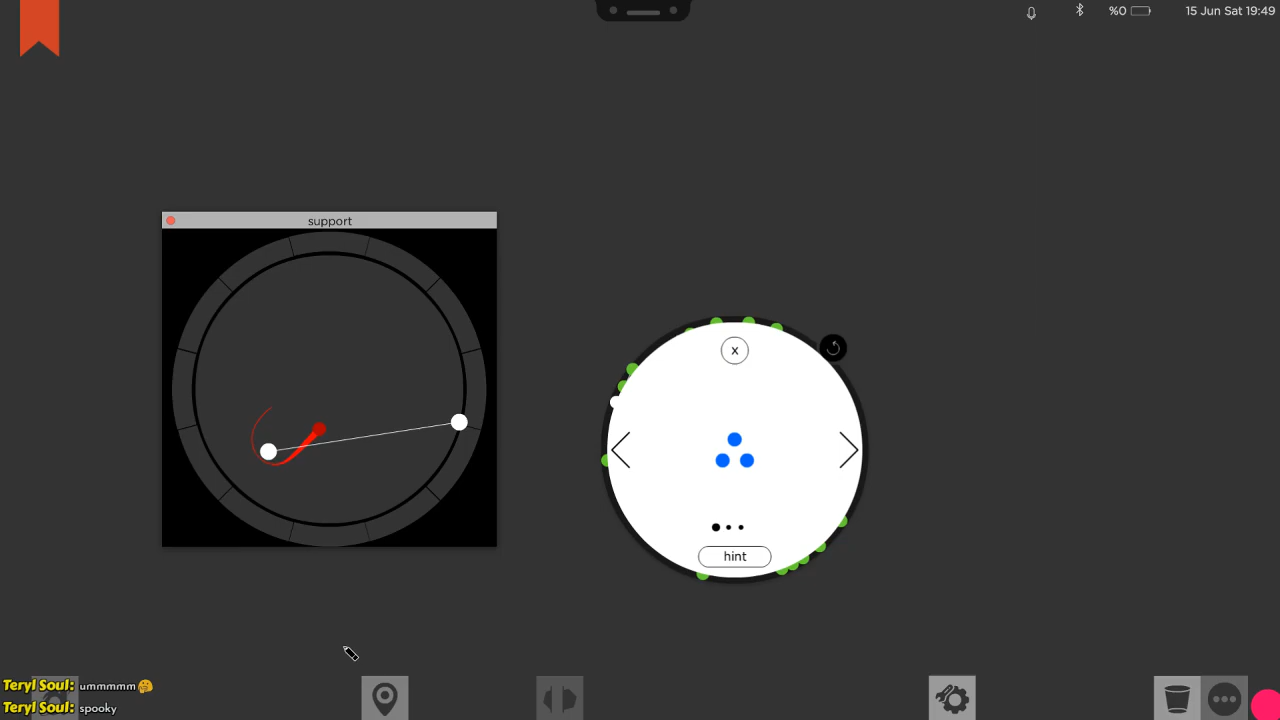 %0
15 Jun Sat 19:49
support
x
hint
Teryl Soul: ummmmm🤔
Teryl Soul: spooky